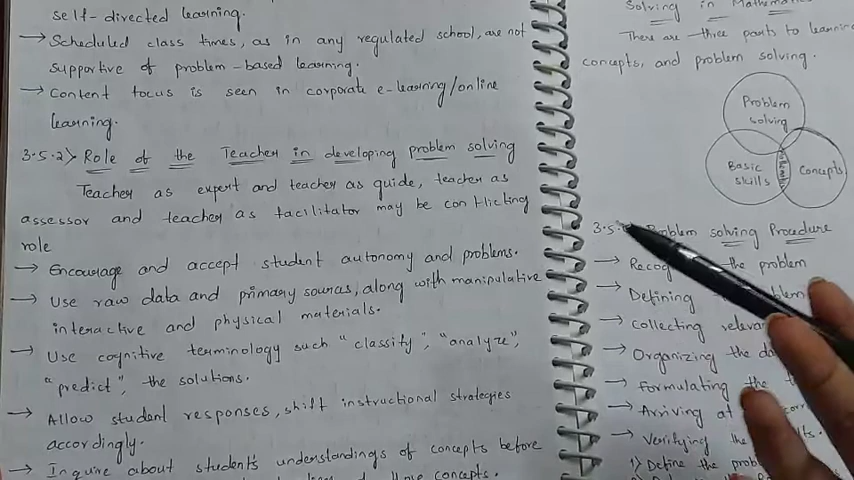 self-directed learning.
→ Scheduled class times, as in any regulated school, are not
supportive of problem-based learning.
→ Content focus is seen in corporate e-learning/online
learning.
3.5.2> Role of the Teacher in developing problem solving
Teacher as expert and teacher as guide, teacher as
assessor and teacher as facilitator may be conflicting
role
→ Encourage and accept student autonomy and problems.
→ Use raw data and primary sources, along with manipulative
interactive and physical materials.
→ Use cognitive terminology such "classify", "analyze",
"predict", the solutions.
→ Allow student responses, shift instructional strategies
accordingly.
→ Inquire about student's understandings of concepts before
those concepts.
Solving in
There are three parts to learning
concepts, and problem solving.
Problem
solving
Basic
skills
Concepts
3.5. Problem solving Procedure
→ the problem
→ Defining
→ Collecting
→ Organizing the
→ Formulating the
→ Arriving at
→ Verifying the
1) Define the